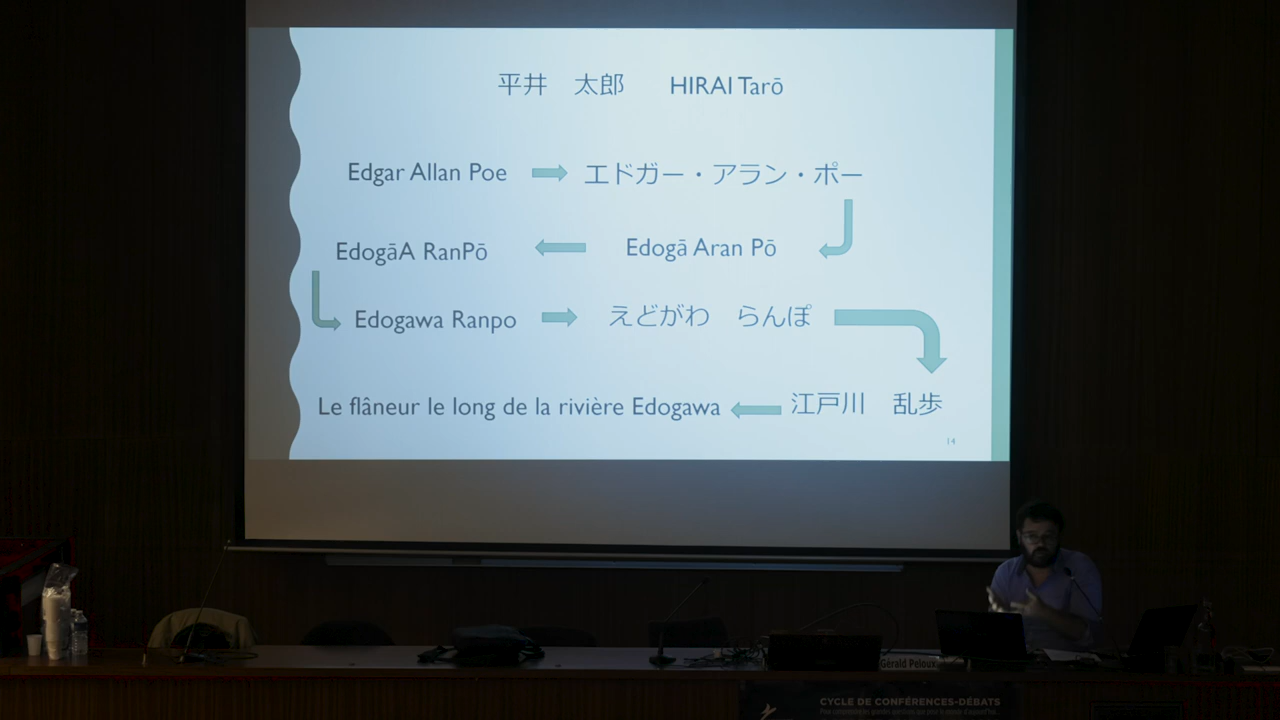 平井　太郎　HIRAI Tarō
Edgar Allan Poe エドガー・アラン・ポー
EdogāA RanPō Edogā Aran Pō
Edogawa Ranpo えどがわ　らんぽ
Le flâneur le long de la rivière Edogawa 江戸川　乱歩
14
Gérald Peloux
CYCLE DE CONFÉRENCES-DÉBATS